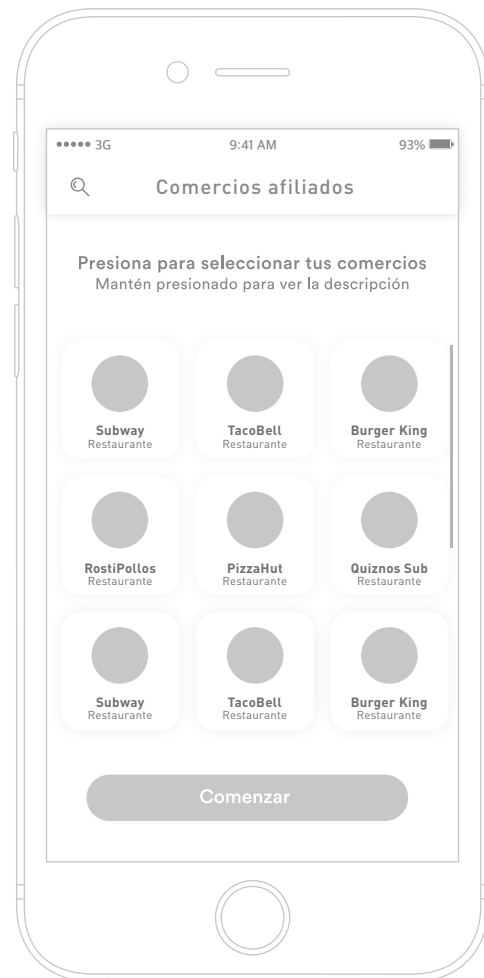 3G 9:41 AM 93%
Comercios afiliados
Presiona para seleccionar tus comercios
Mantén presionado para ver la descripción
Subway TacoBell Burger King
Restaurante Restaurante Restaurante
RostiPollos PizzaHut Quiznos Sub
Restaurante Restaurante Restaurante
Subway TacoBell Burger King
Restaurante Restaurante Restaurante
Comenzar